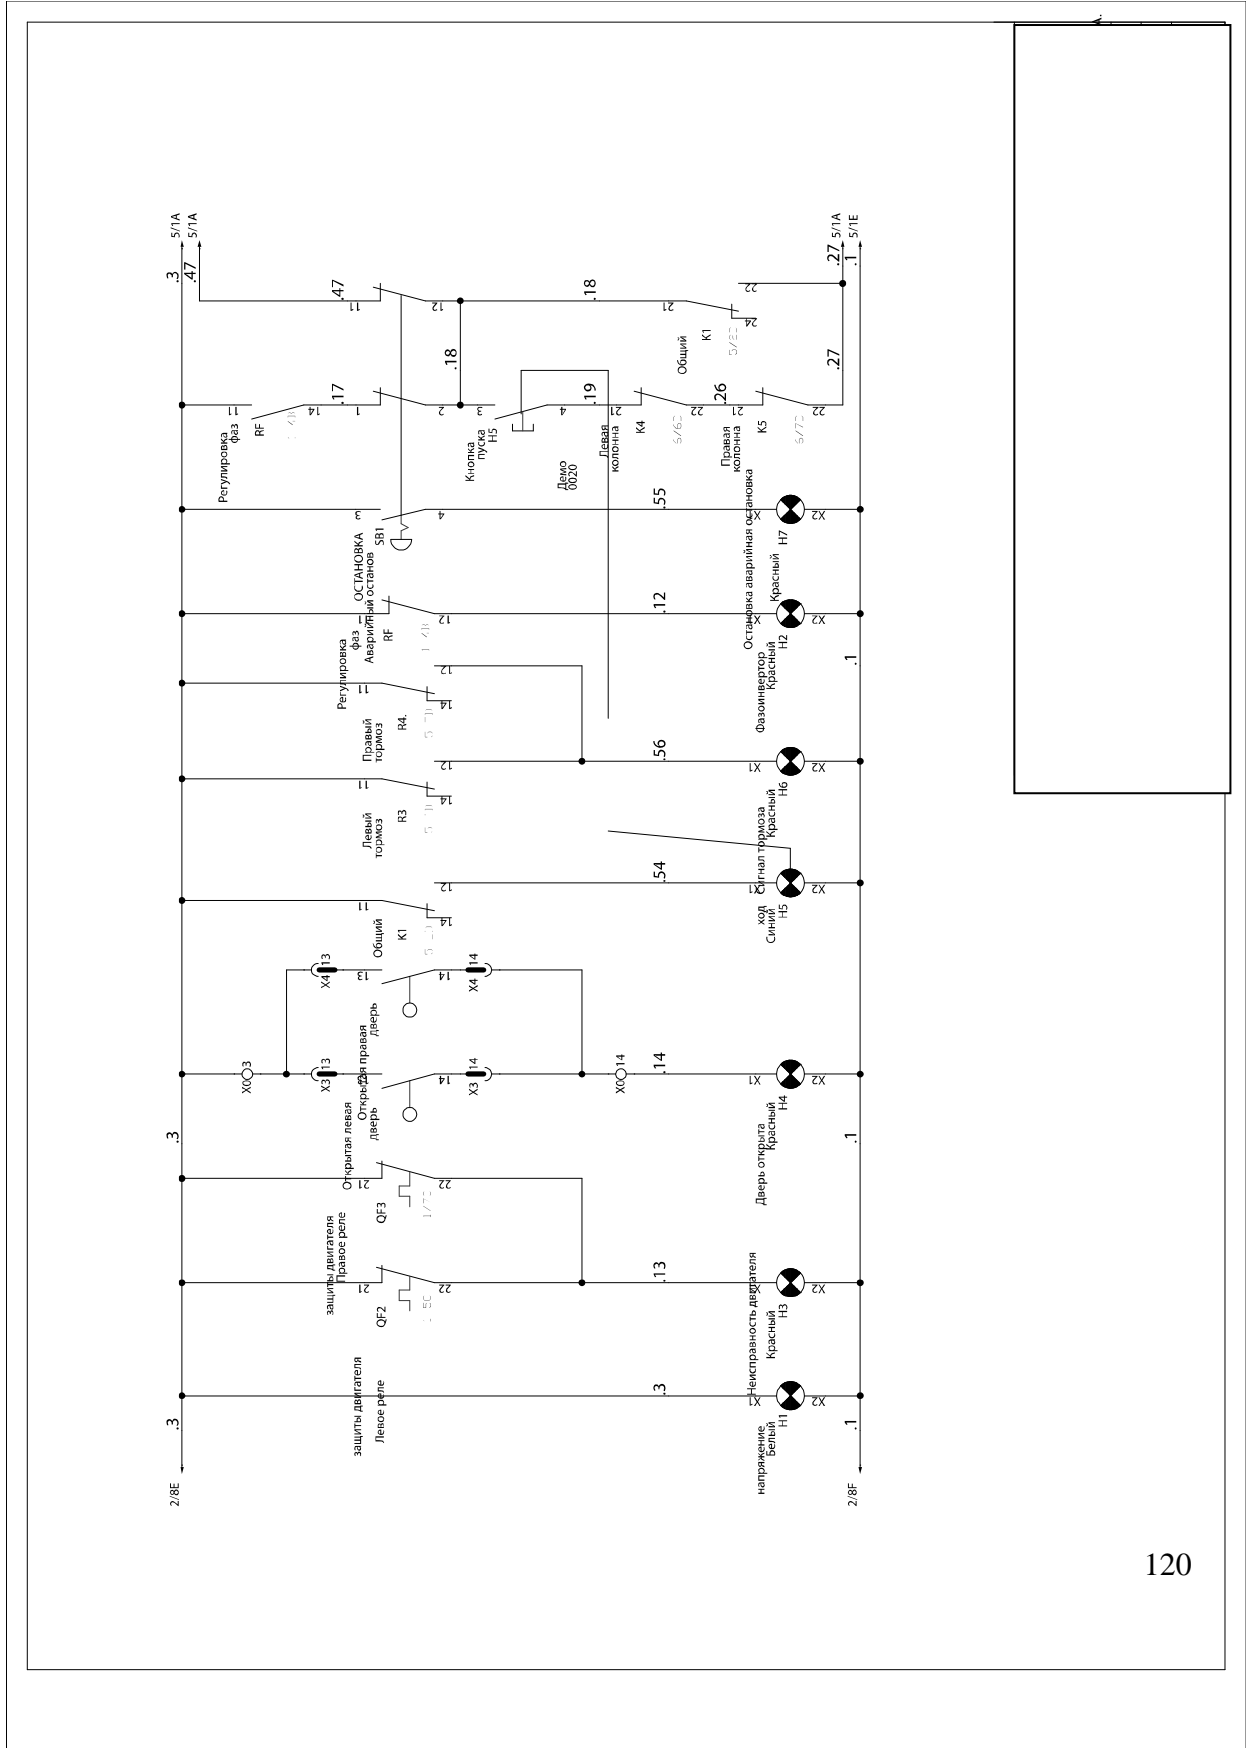 5/1A
5/1A
.3
.47
.47
11
12
.18
21
22
24
K1
Общий
.27
5/1A
.1
5/1E
.27
11
14
RF
Регулировка
фаз
.17
1
2
.18
3
4
Кнопка
пуска
H5
Демо
0020
.19
21
22
K4
Левая
колонна
6/6
.26
21
22
K5
Правая
колонна
3
4
SB1
ОСТАНОВКА
Аварийный останов
.55
X1
X2
H7
Остановка аварийная остановка
Красный
11
12
RF
Регулировка
фаз
.12
X1
X2
H2
Фазоинвертор
Красный
.1
11
12
14
R4.
Правый
тормоз
.56
X1
X2
H6
Сигнал тормоза
Красный
11
12
14
R3
Левый
тормоз
11
12
14
K1
Общий
.54
X1
X2
H5
ход
Синий
X4
13
13
14
X4
14
Открытая правая
дверь
X0
3
X3
13
13
14
X3
14
X0
14
.14
X1
X2
H4
Дверь открыта
Красный
Открытая левая
дверь
.3
.1
21
22
QF3
защиты двигателя
Правое реле
21
22
QF2
.13
X1
X2
H3
Неисправность двигателя
Красный
защиты двигателя
Левое реле
.3
X1
X2
H1
напряжение
Белый
.3
2/8E
.1
2/8F
120